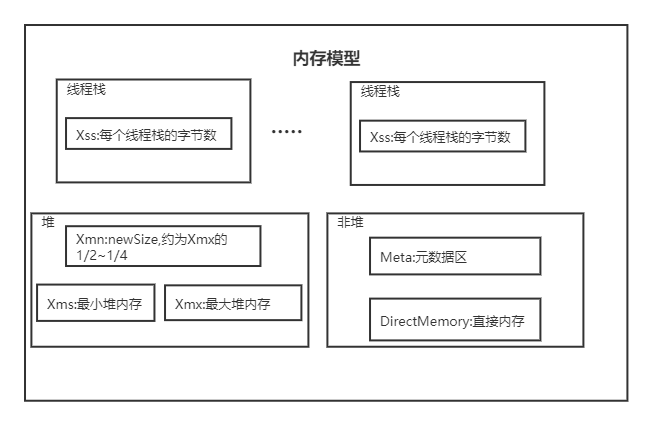 内存模型
线程栈
Xss:每个线程栈的字节数
.....
线程栈
Xss:每个线程栈的字节数
堆
Xmn:newSize,约为Xmx的
1/2~1/4
Xms:最小堆内存
Xmx:最大堆内存
非堆
Meta:元数据区
DirectMemory:直接内存